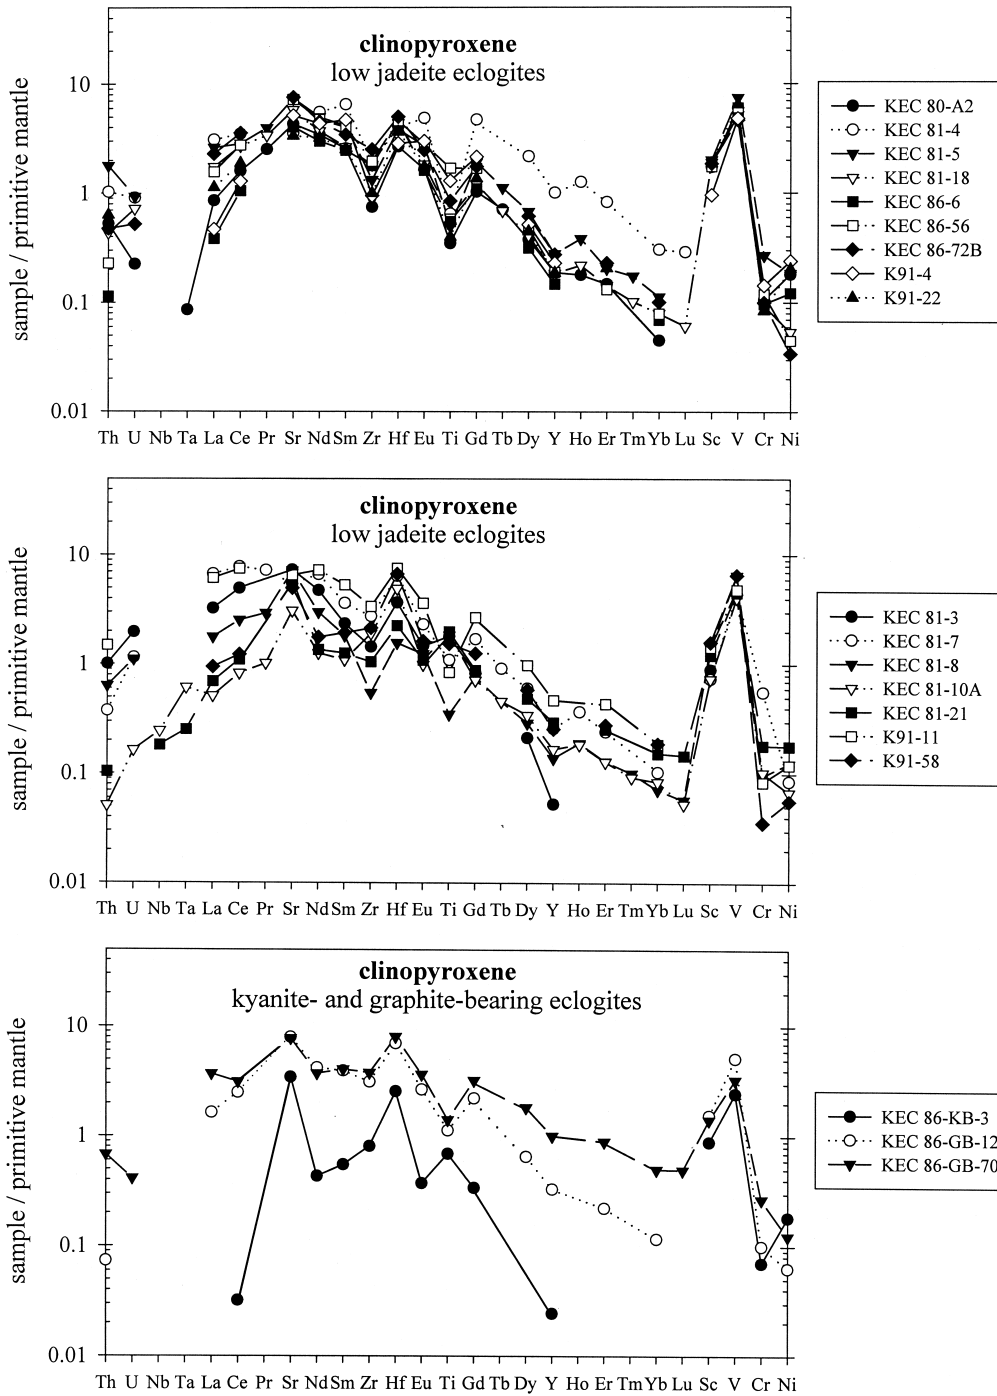 clinopyroxene
low jadeite eclogites
sample / primitive mantle
10
1
0.1
0.01
Th U Nb Ta La Ce Pr Sr Nd Sm Zr Hf Eu Ti Gd Tb Dy Y Ho Er Tm Yb Lu Sc V Cr Ni
KEC 80-A2
KEC 81-4
KEC 81-5
KEC 81-18
KEC 86-6
KEC 86-56
KEC 86-72B
K91-4
K91-22
clinopyroxene
low jadeite eclogites
sample / primitive mantle
10
1
0.1
0.01
Th U Nb Ta La Ce Pr Sr Nd Sm Zr Hf Eu Ti Gd Tb Dy Y Ho Er Tm Yb Lu Sc V Cr Ni
KEC 81-3
KEC 81-7
KEC 81-8
KEC 81-10A
KEC 81-21
K91-11
K91-58
clinopyroxene
kyanite- and graphite-bearing eclogites
sample / primitive mantle
10
1
0.1
0.01
Th U Nb Ta La Ce Pr Sr Nd Sm Zr Hf Eu Ti Gd Tb Dy Y Ho Er Tm Yb Lu Sc V Cr Ni
KEC 86-KB-3
KEC 86-GB-12
KEC 86-GB-70